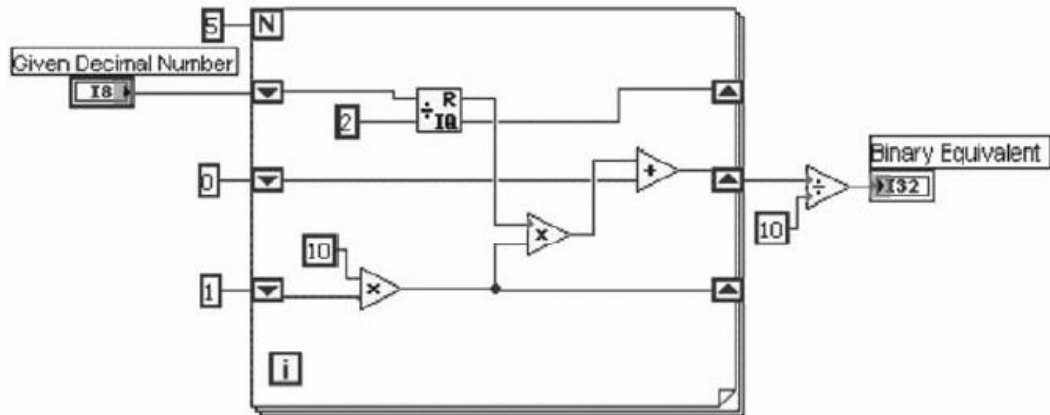 5
N
Given Decimal Number
I8
R
IQ
2
0
10
1
i
10
Binary Equivalent
I32
÷
+
x
x
÷